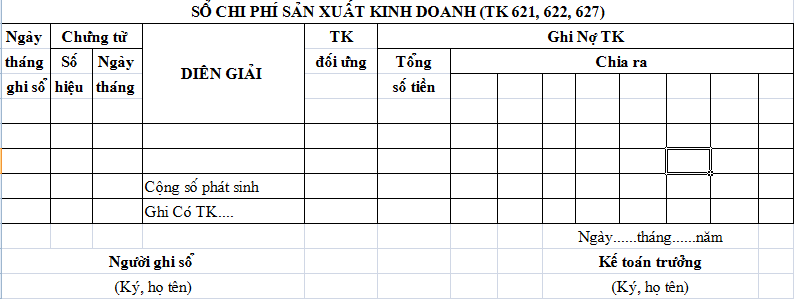 SỔ CHI PHÍ SẢN XUẤT KINH DOANH (TK 621, 622, 627)
Ngày Chứng từ TK Ghi Nợ TK
tháng Số Ngày DIỄN GIẢI đối ứng Tổng Chia ra
ghi sổ hiệu tháng số tiền
Cộng số phát sinh
Ghi Có TK....
Ngày......tháng......năm
Người ghi sổ Kế toán trưởng
(Ký, họ tên) (Ký, họ tên)